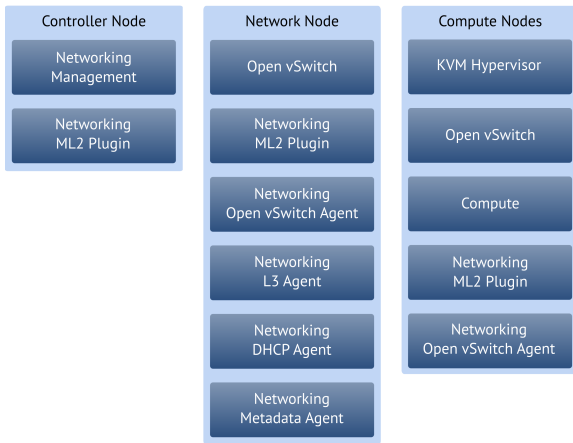 Controller Node
Networking
Management
Networking
ML2 Plugin
Network Node
Open vSwitch
Networking
ML2 Plugin
Networking
Open vSwitch Agent
Networking
L3 Agent
Networking
DHCP Agent
Networking
Metadata Agent
Compute Nodes
KVM Hypervisor
Open vSwitch
Compute
Networking
ML2 Plugin
Networking
Open vSwitch Agent